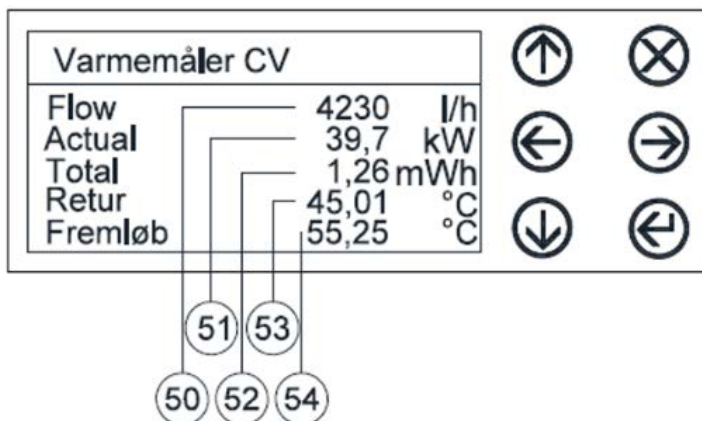 Varmemåler CV
Flow 4230 l/h
Actual 39,7 kW
Total 1,26 mWh
Retur 45,01 °C
Fremløb 55,25 °C
51 53
50 52 54